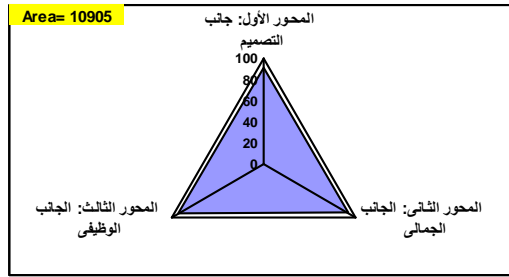 Area= 10905
المحور الأول: جانب
التصميم
100
80
60
40
20
0
المحور الثالث: الجانب
الوظيفى
المحور الثانى: الجانب
الجمالى